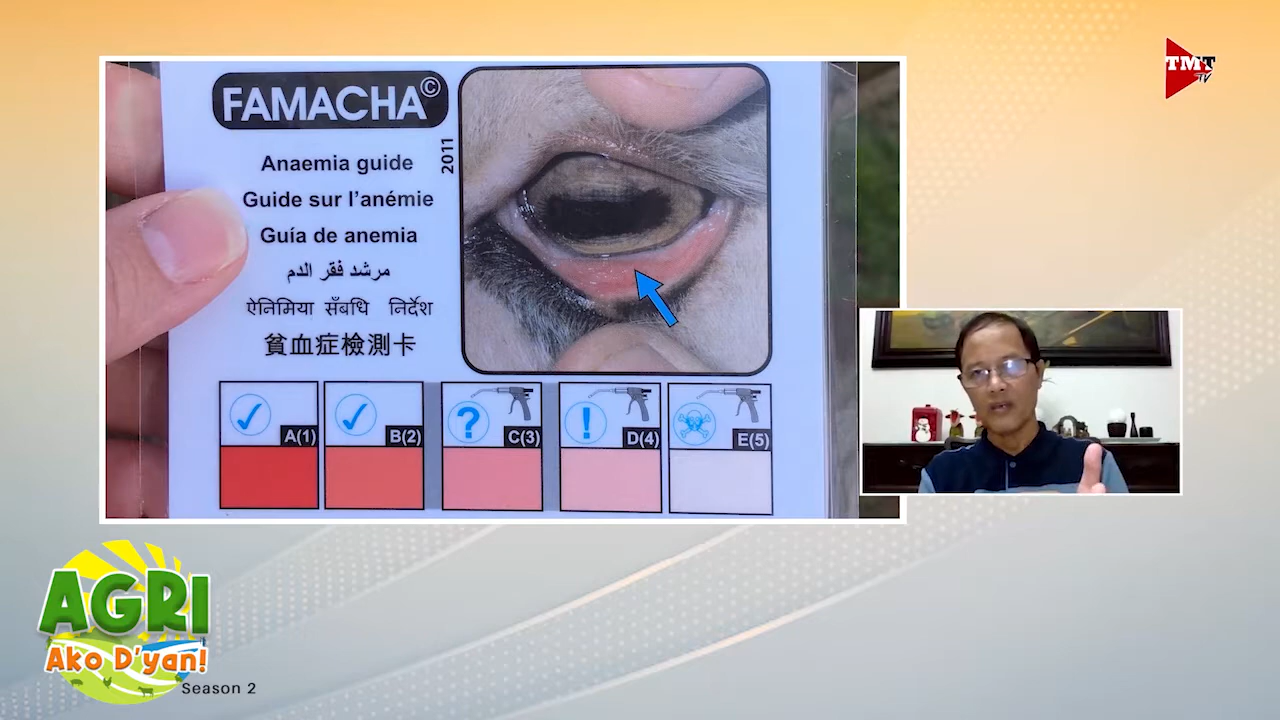 FAMACHA©
2011
Anaemia guide
Guide sur l'anémie
Guía de anemia
مرشد فقر الدم
ऐनिमिया सँबधि निर्देश
貧血症檢測卡
✓ ✓ ? !
A(1) B(2) C(3) D(4) E(5)
TMT
TV
AGRI
Ako D'yan!
Season 2